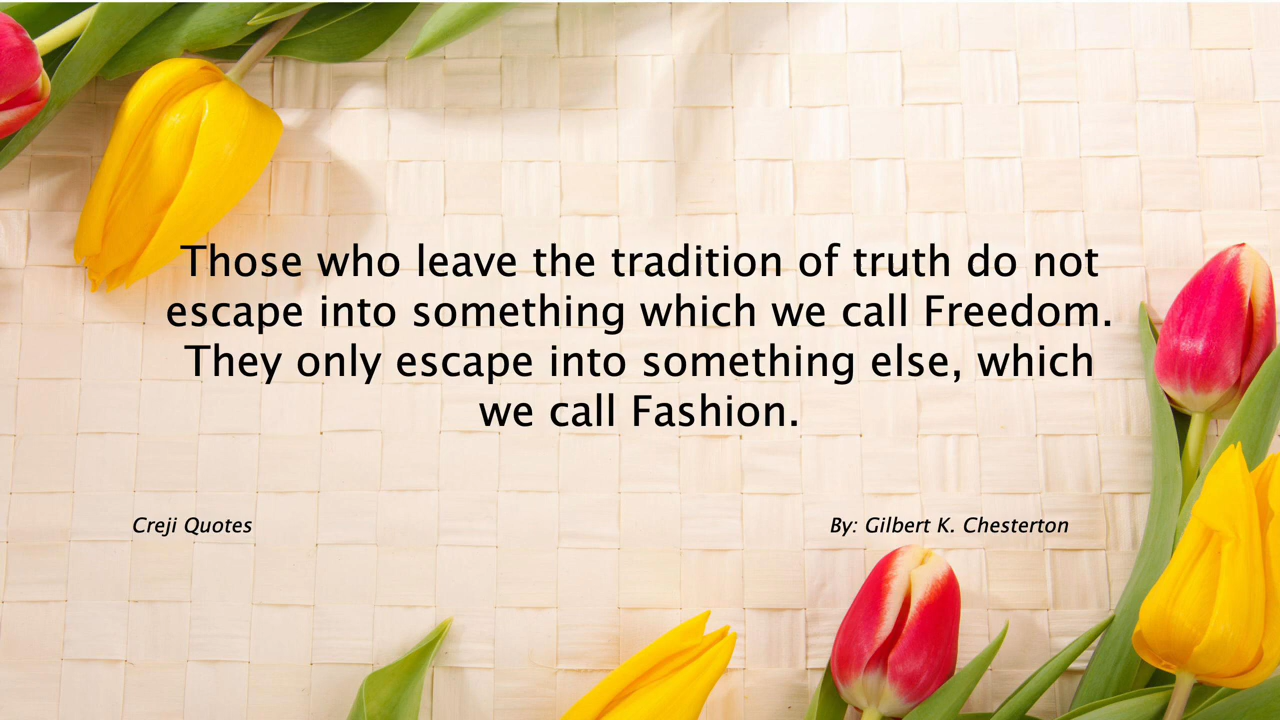 Those who leave the tradition of truth do not
escape into something which we call Freedom.
They only escape into something else, which
we call Fashion.
Creji Quotes
By: Gilbert K. Chesterton